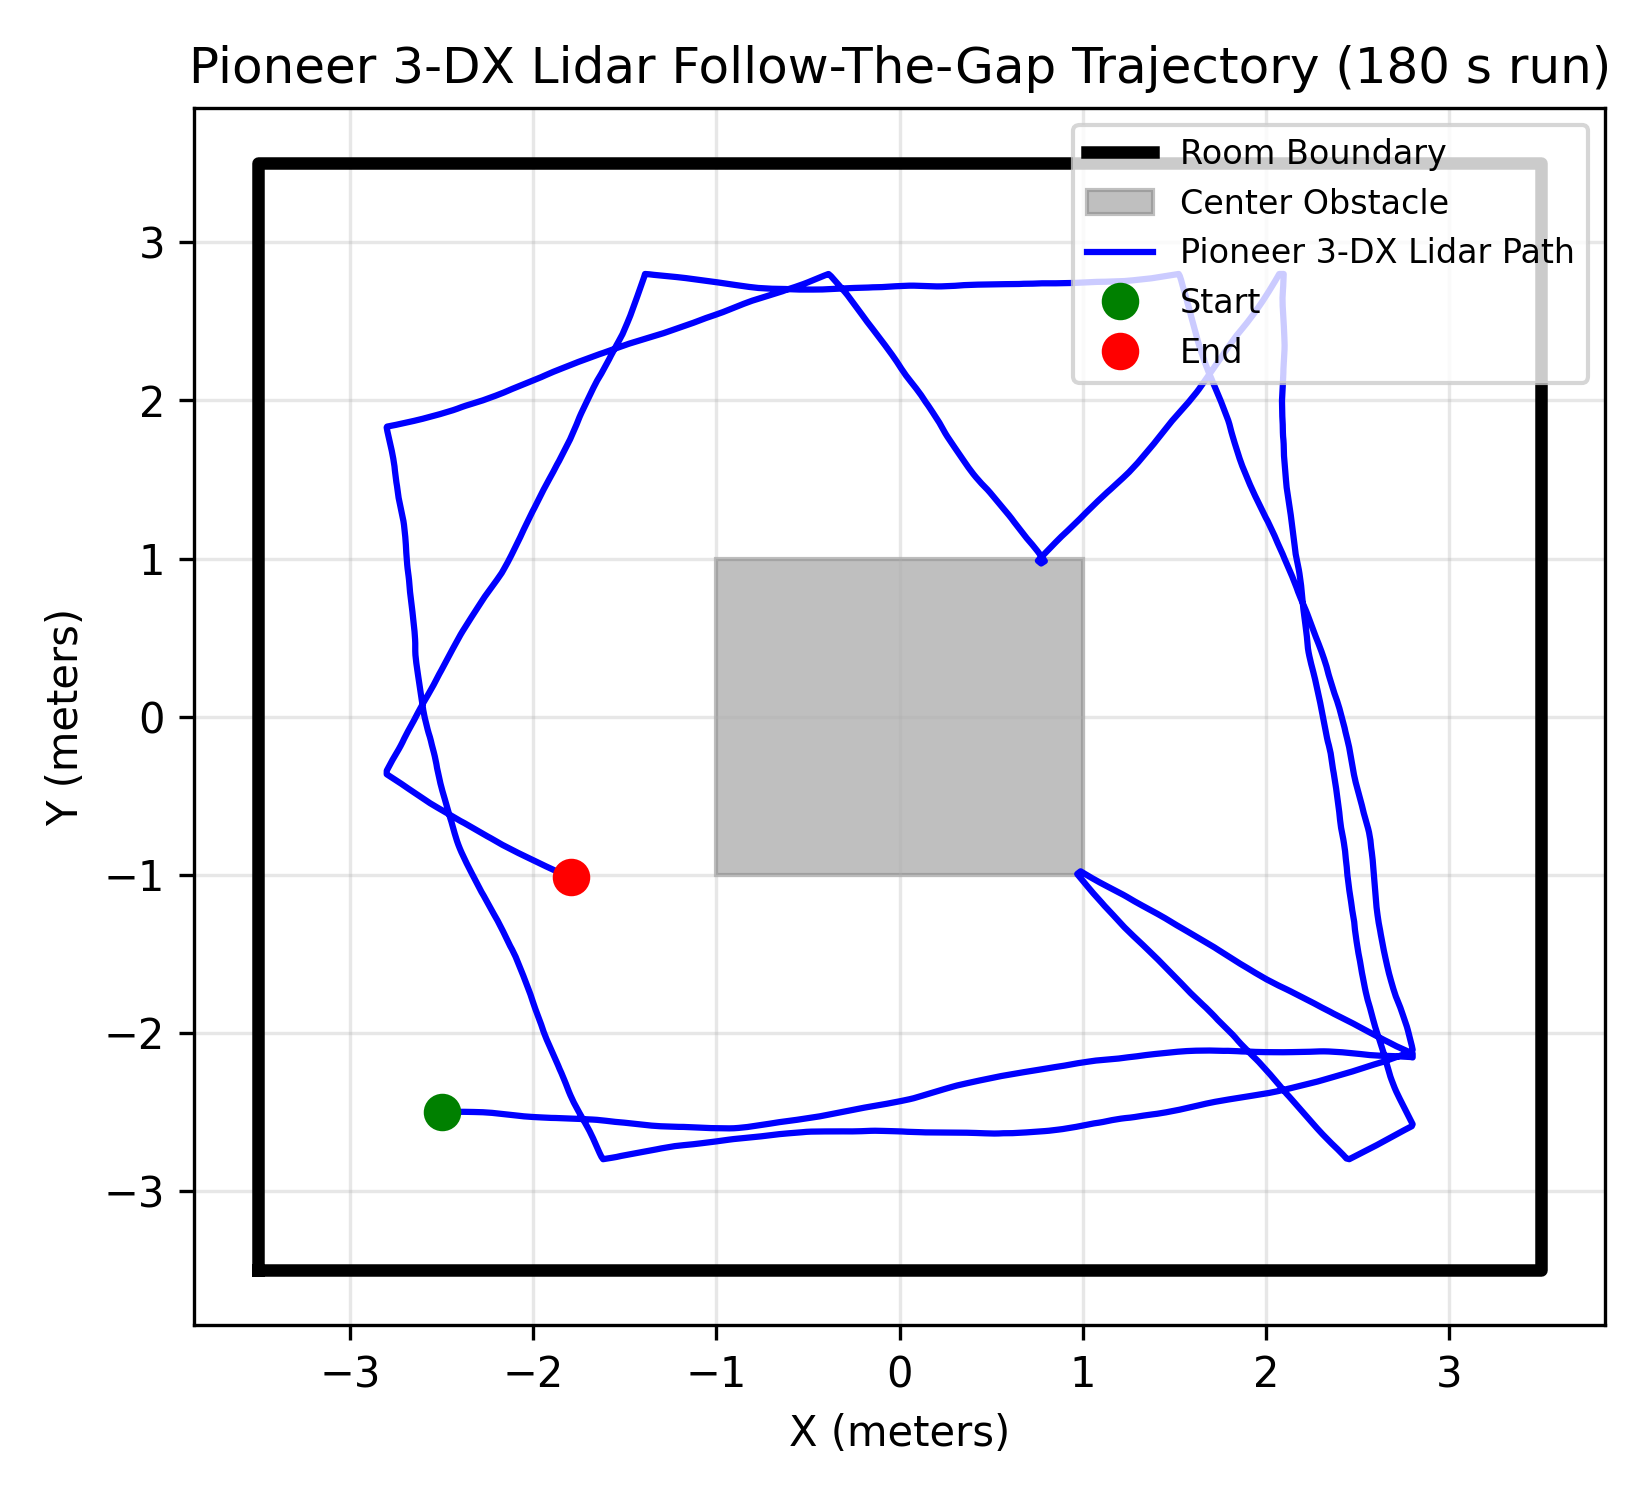 Pioneer 3-DX Lidar Follow-The-Gap Trajectory (180 s run)
Room Boundary
Center Obstacle
Pioneer 3-DX Lidar Path
Start
End
Y (meters)
3
2
1
0
−1
−2
−3
−3
−2
−1
0
1
2
3
X (meters)